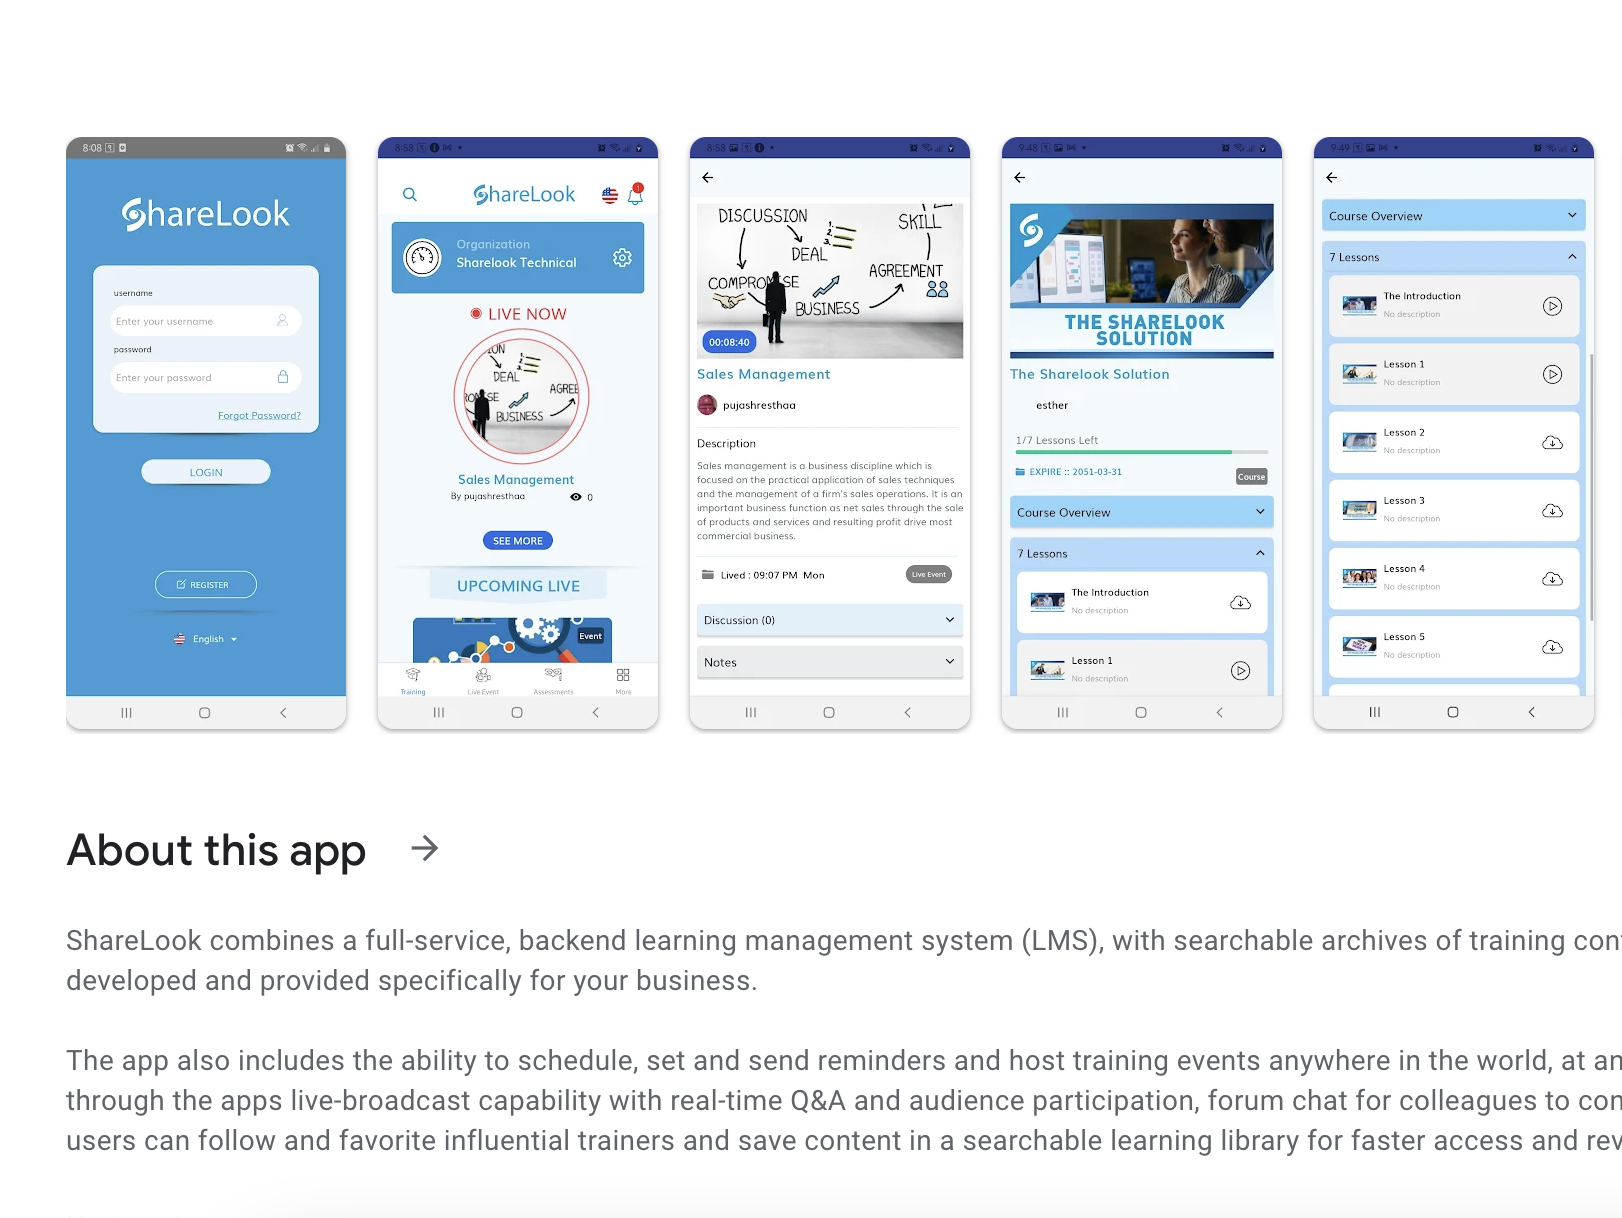 8:08
ShareLook
username
Enter your username
password
Enter your password
Forgot Password?
LOGIN
REGISTER
English
8:58
ShareLook
1
Organization
Sharelook Technical
LIVE NOW
ION
DEAL
OSE
AGREE
BUSINESS
Sales Management
By pujashresthaa
0
SEE MORE
UPCOMING LIVE
Event
Training
Live Event
Assessments
More
8:58
DISCUSSION
SKILL
1.
2.
3.
DEAL
AGREEMENT
COMPROMISE
BUSINESS
00:08:40
Sales Management
pujashresthaa
Description
Sales management is a business discipline which is
focused on the practical application of sales techniques
and the management of a firm's sales operations. It is an
important business function as net sales through the sale
of products and services and resulting profit drive most
commercial business.
Lived : 09:07 PM Mon
Live Event
Discussion (0)
Notes
9:48
THE SHARELOOK
SOLUTION
The Sharelook Solution
esther
1/7 Lessons Left
EXPIRE :: 2051-03-31
Course
Course Overview
7 Lessons
The Introduction
No description
Lesson 1
No description
9:49
Course Overview
7 Lessons
The Introduction
No description
Lesson 1
No description
Lesson 2
No description
Lesson 3
No description
Lesson 4
No description
Lesson 5
No description
About this app
ShareLook combines a full-service, backend learning management system (LMS), with searchable archives of training con
developed and provided specifically for your business.
The app also includes the ability to schedule, set and send reminders and host training events anywhere in the world, at an
through the apps live-broadcast capability with real-time Q&A and audience participation, forum chat for colleagues to con
users can follow and favorite influential trainers and save content in a searchable learning library for faster access and rev